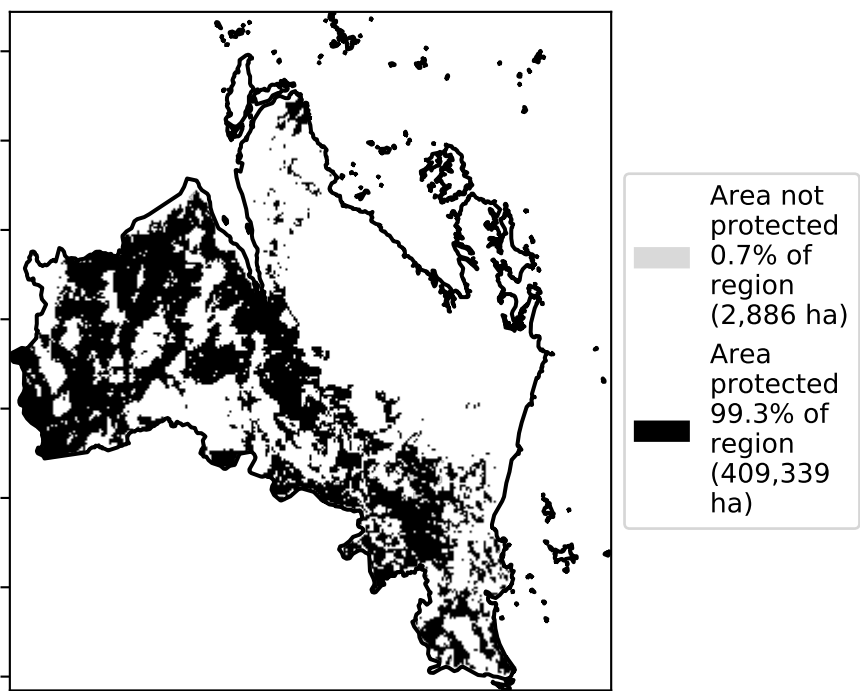 Area not
protected
0.7% of
region
(2,886 ha)
Area
protected
99.3% of
region
(409,339
ha)